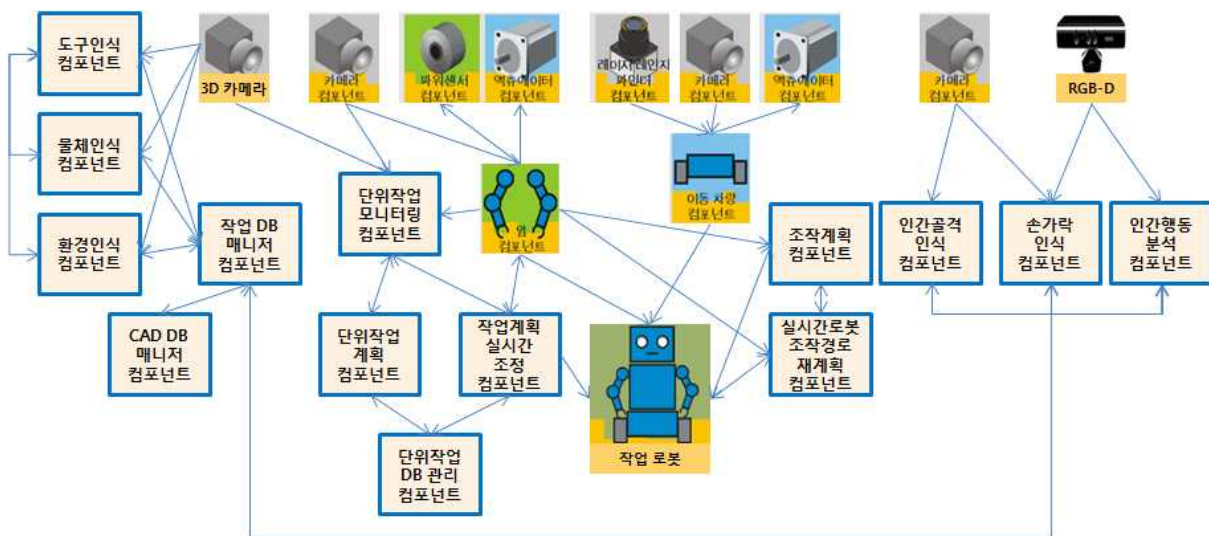 도구인식
컴포넌트
3D 카메라
카메라
컴포넌트
파워센서
컴포넌트
액츄에이터
컴포넌트
레이저 레인지
파인더
컴포넌트
카메라
컴포넌트
액츄에이터
컴포넌트
카메라
컴포넌트
RGB-D
물체인식
컴포넌트
환경인식
컴포넌트
작업 DB
매니저
컴포넌트
단위작업
모니터링
컴포넌트
암
컴포넌트
이동 차량
컴포넌트
조작계획
컴포넌트
인간골격
인식
컴포넌트
손가락
인식
컴포넌트
인간행동
분석
컴포넌트
CAD DB
매니저
컴포넌트
단위작업
계획
컴포넌트
작업계획
실시간
조정
컴포넌트
실시간로봇
조작경로
재계획
컴포넌트
작업 로봇
단위작업
DB 관리
컴포넌트